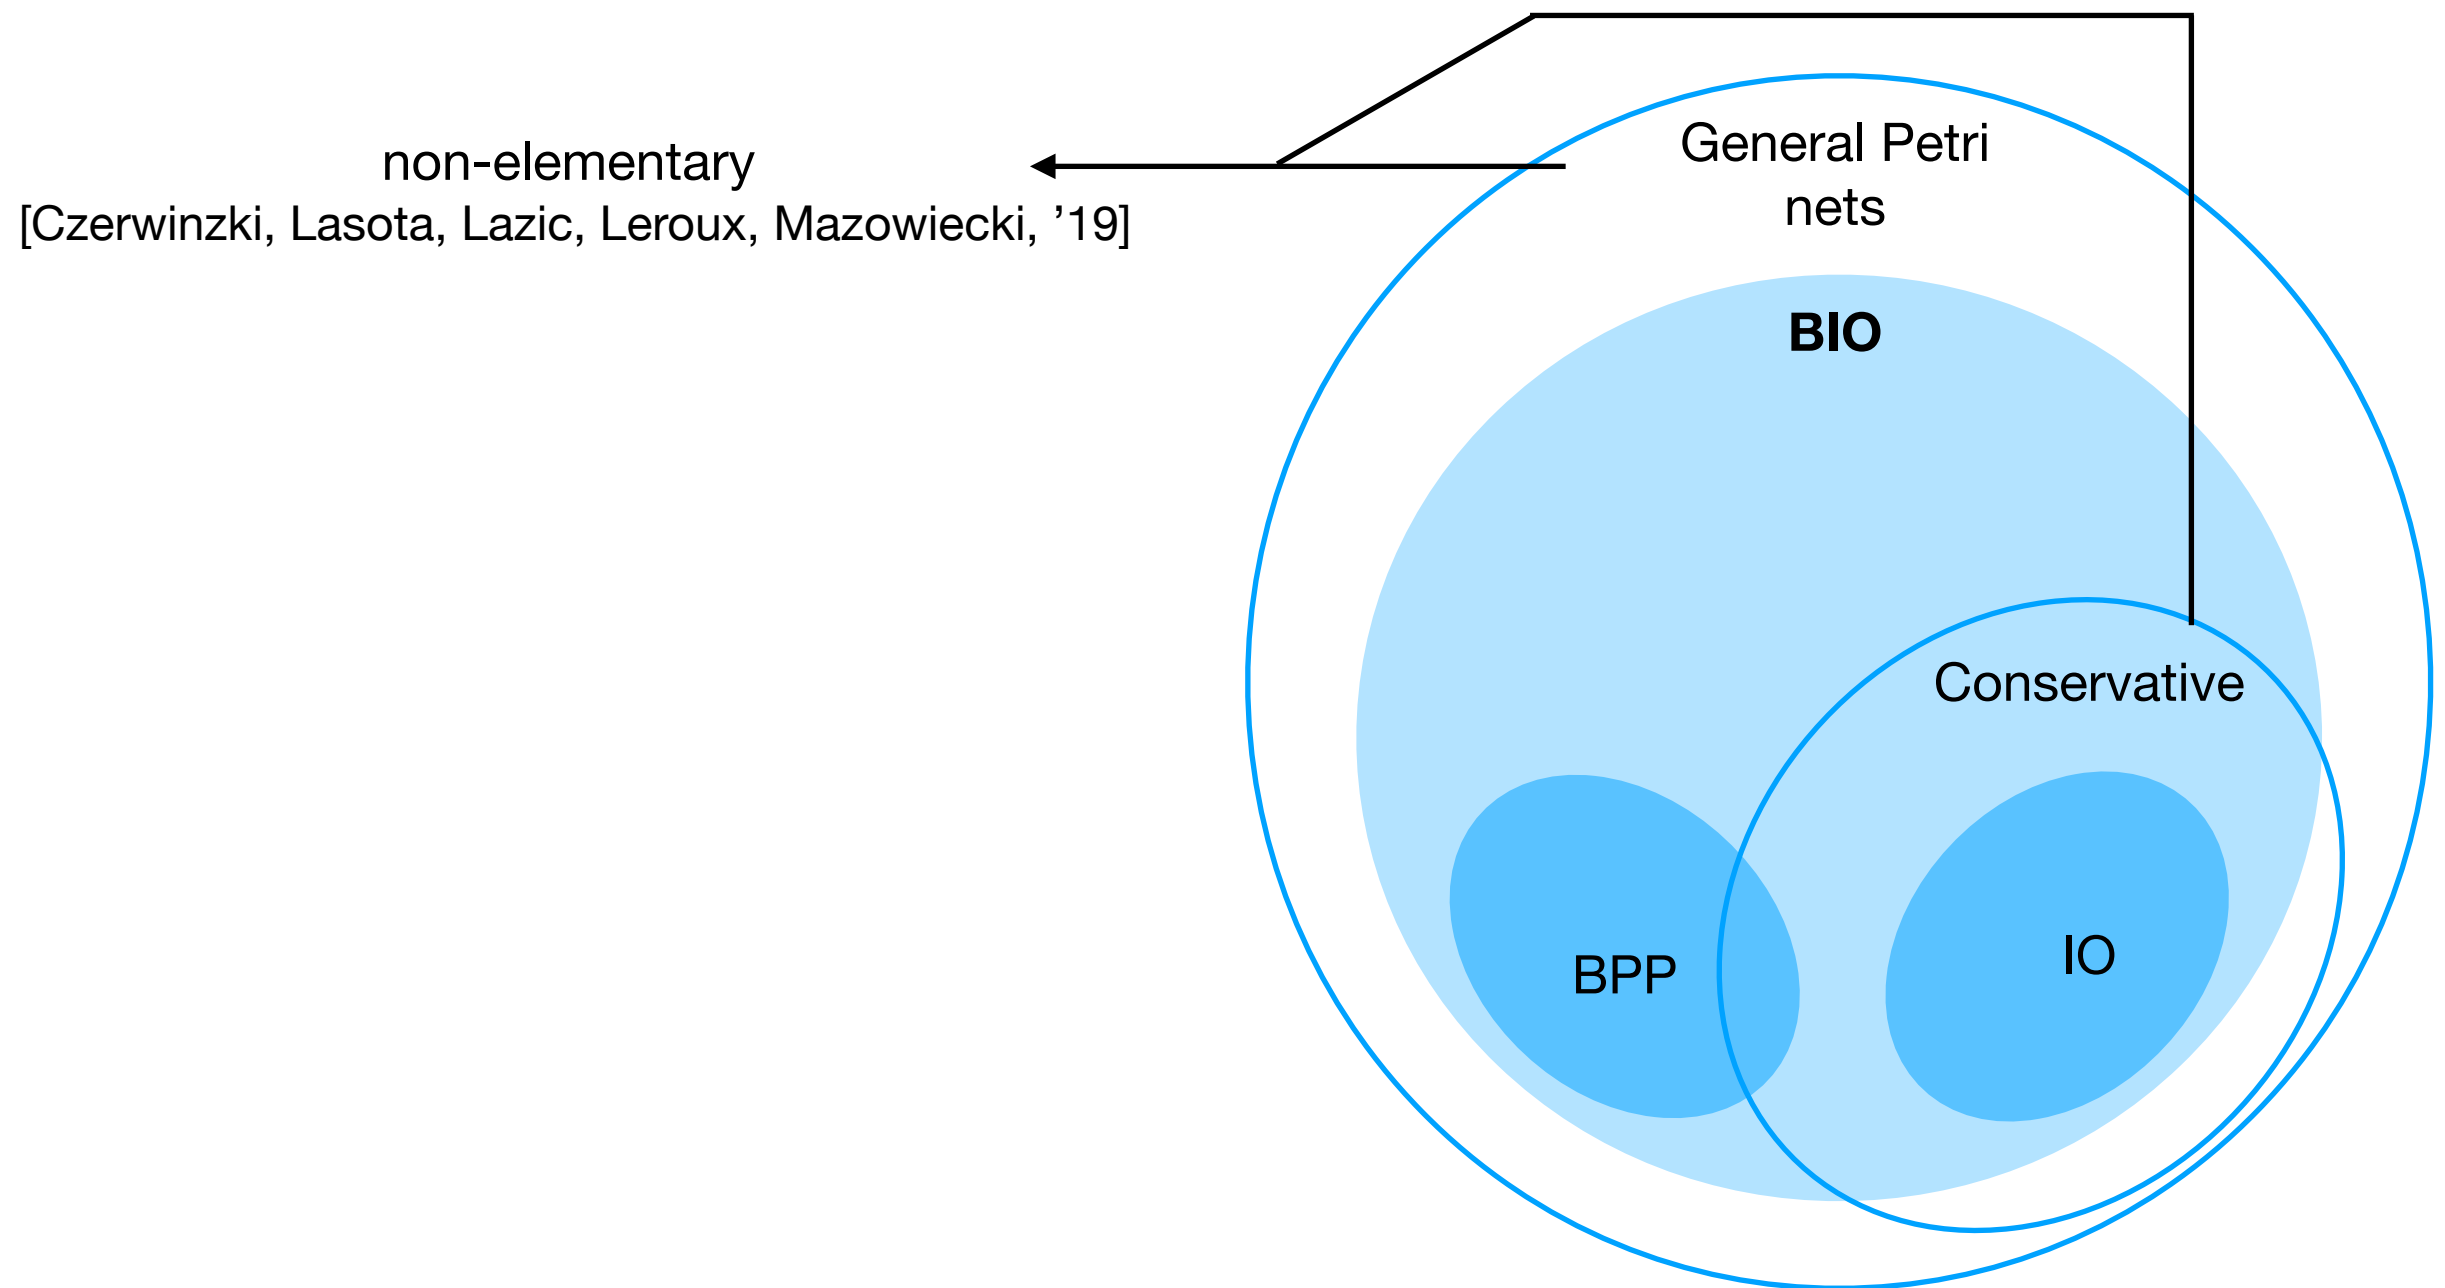 General Petri
nets
non-elementary
[Czerwinzki, Lasota, Lazic, Leroux, Mazowiecki, ’19]
BIO
Conservative
BPP
IO